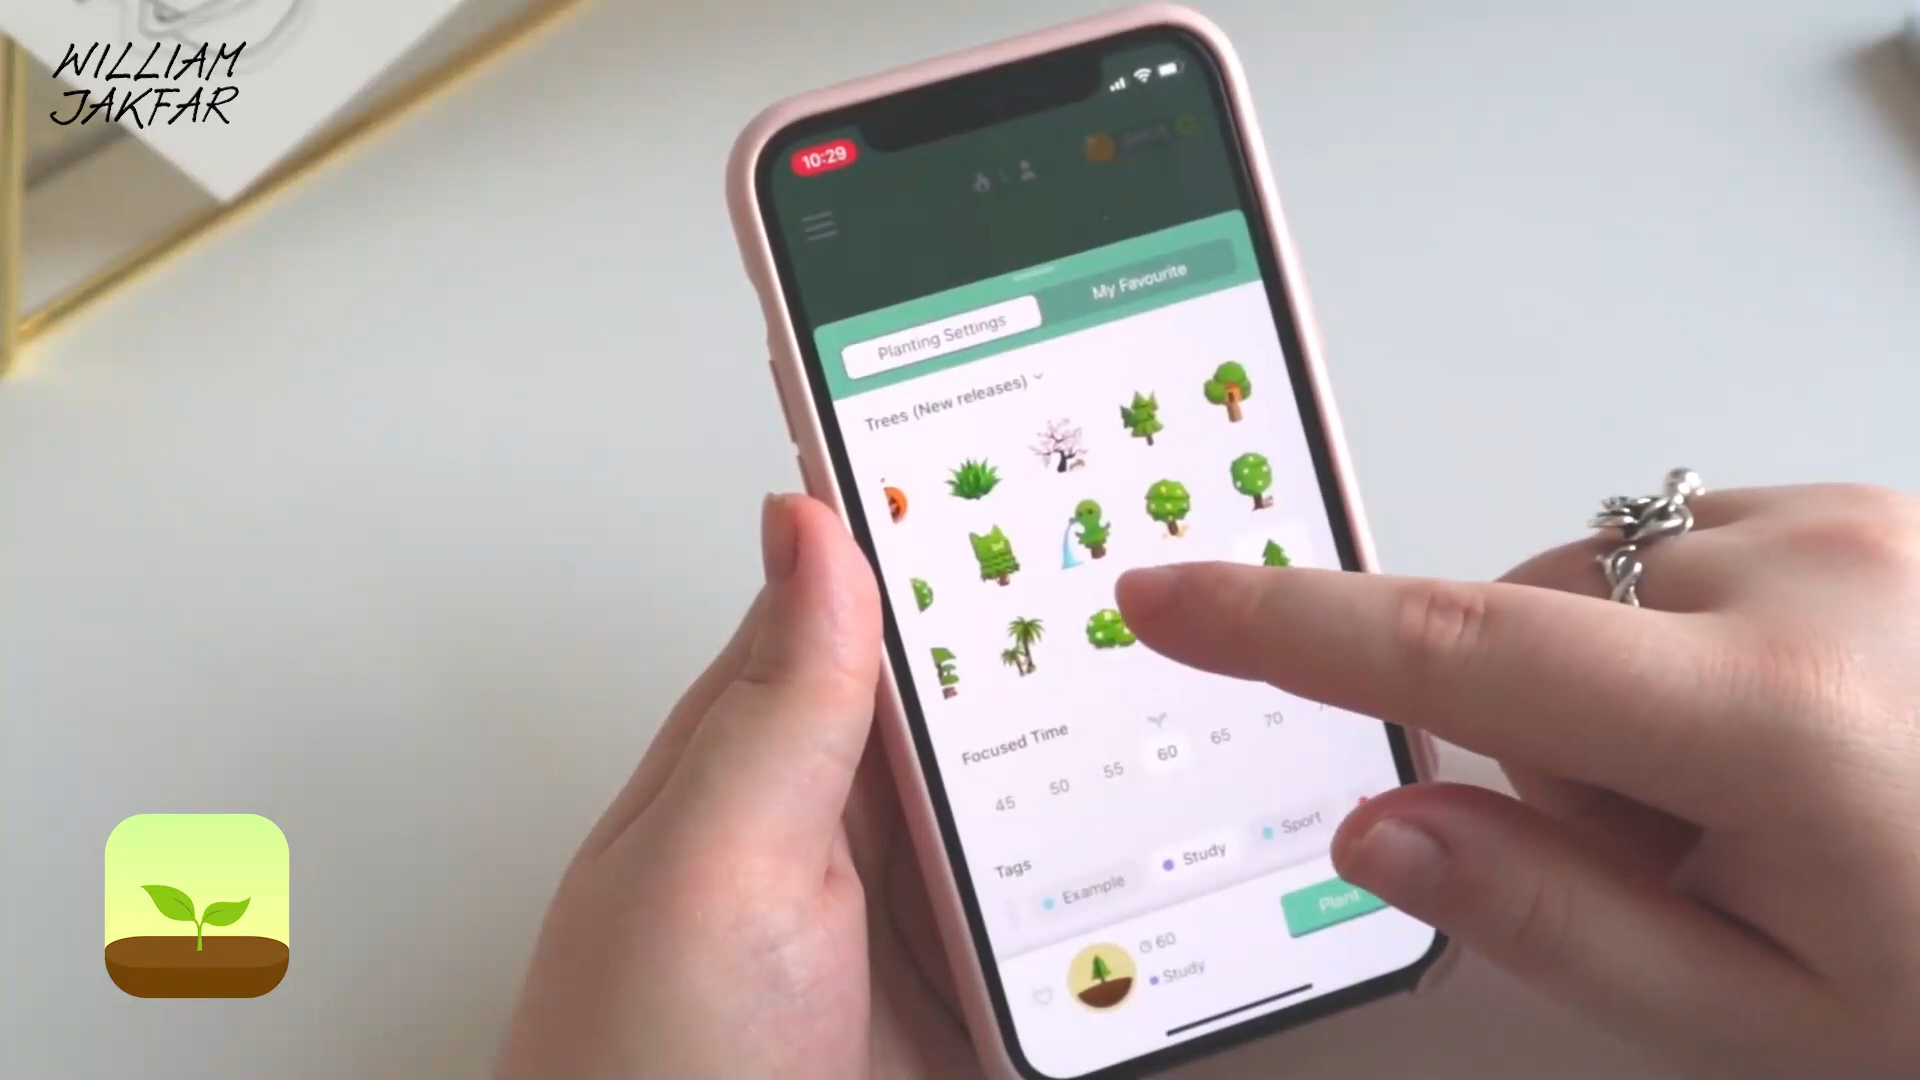 WILLIAM
JAKFAR
10:29
Planting Settings
My Favourite
Trees (New releases)
Focused Time
45 50 55 60 65 70
Tags
Example
Study
Sport
Plant
60
Study